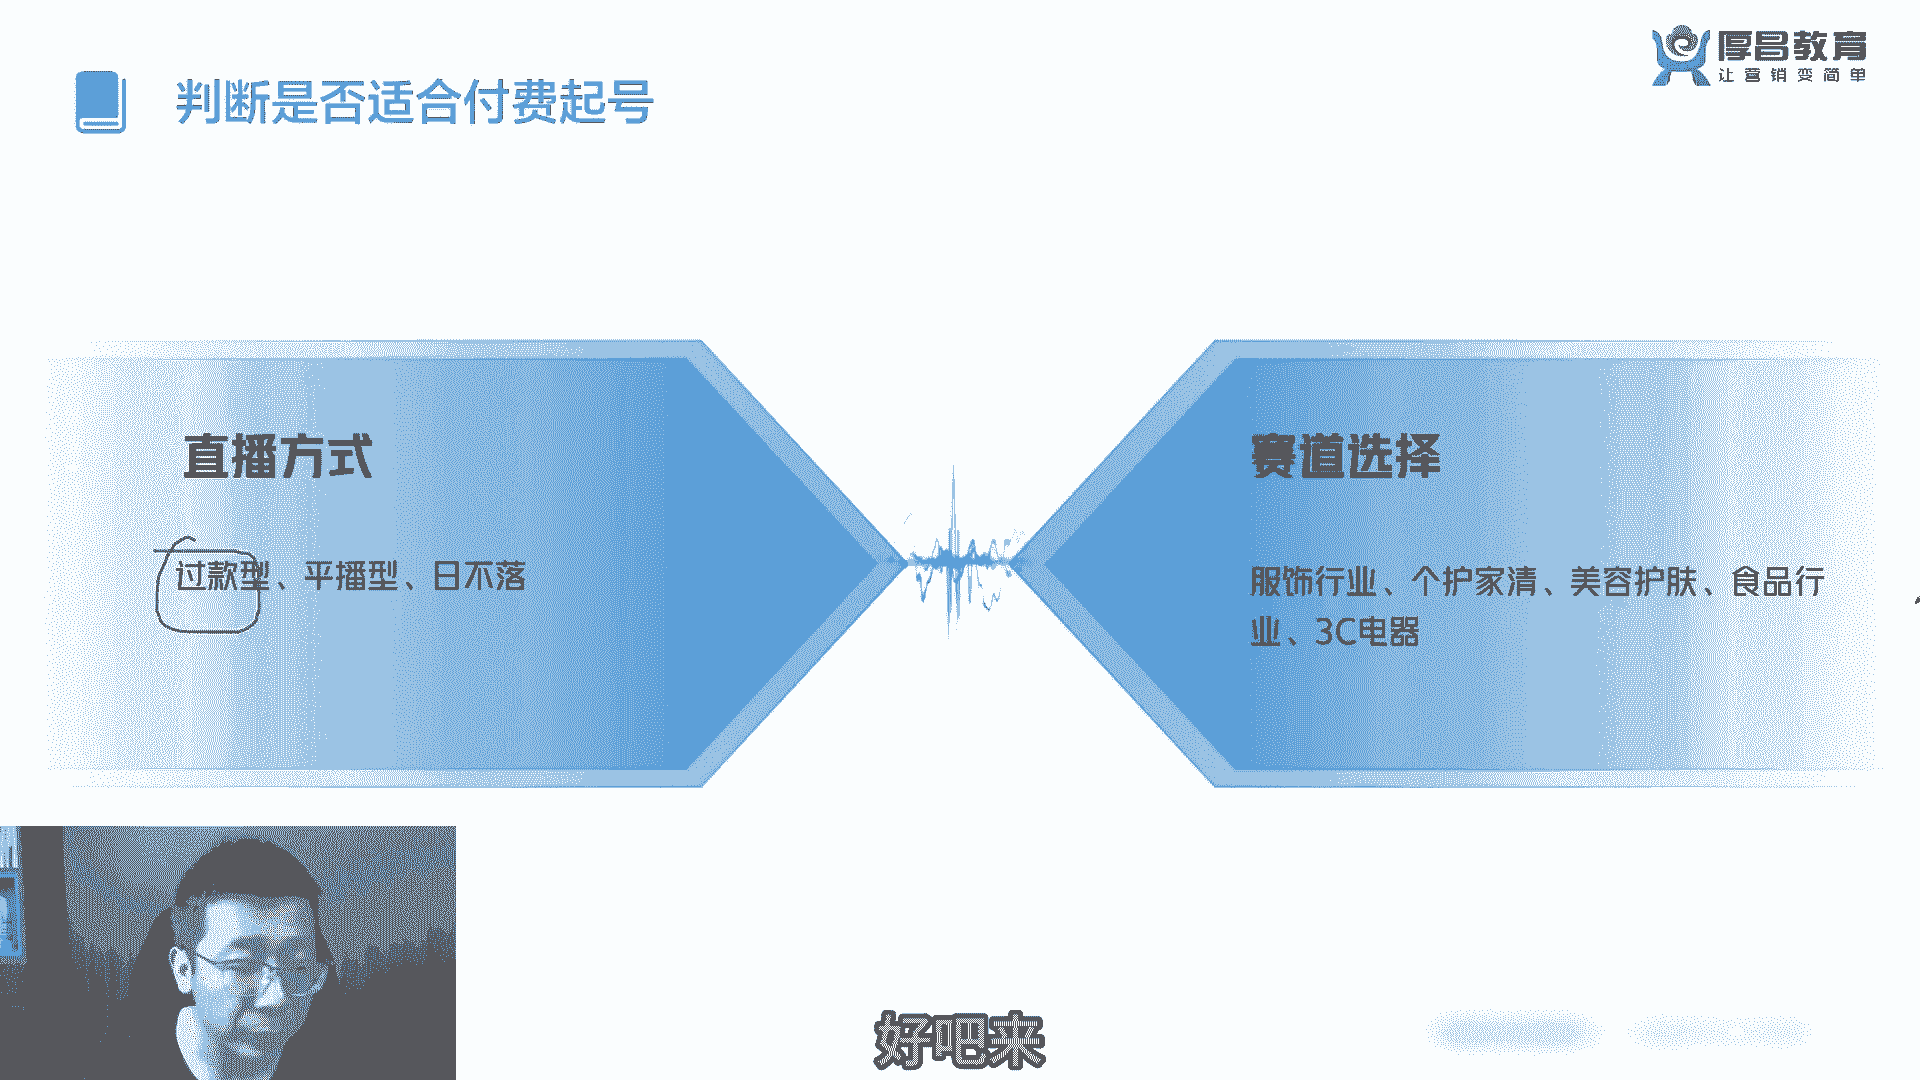 厚昌教育
让营销变简单
判断是否适合付费起号
直播方式
过款型、平播型、日不落
赛道选择
服饰行业、个护家清、美容护肤、食品行
业、3C电器
好吧来